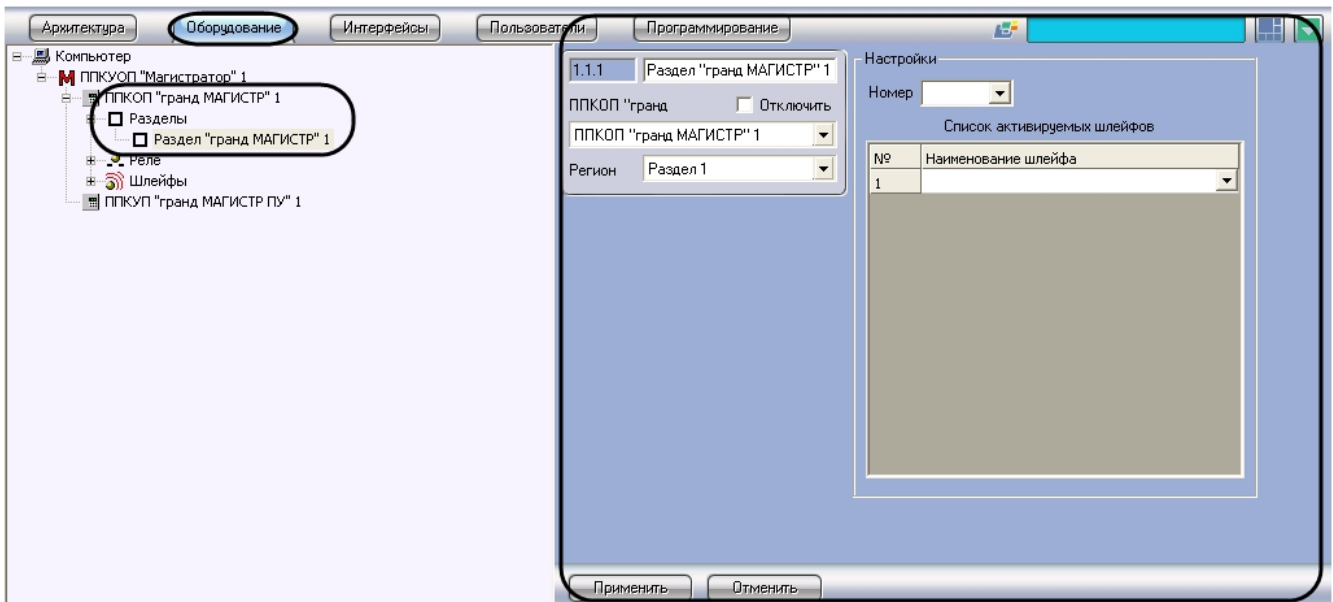 Архитектура Оборудование Интерфейсы Пользователи Программирование
Компьютер
ППКУОП "Магистратор" 1
ППКОП "гранд МАГИСТР" 1
Разделы
Раздел "гранд МАГИСТР" 1
Реле
Шлейфы
ППКУП "гранд МАГИСТР ПУ" 1
1.1.1 Раздел "гранд МАГИСТР" 1
ППКОП "гранд Отключить
ППКОП "гранд МАГИСТР" 1
Регион Раздел 1
Настройки
Номер
Список активируемых шлейфов
№ Наименование шлейфа
1
Применить Отменить